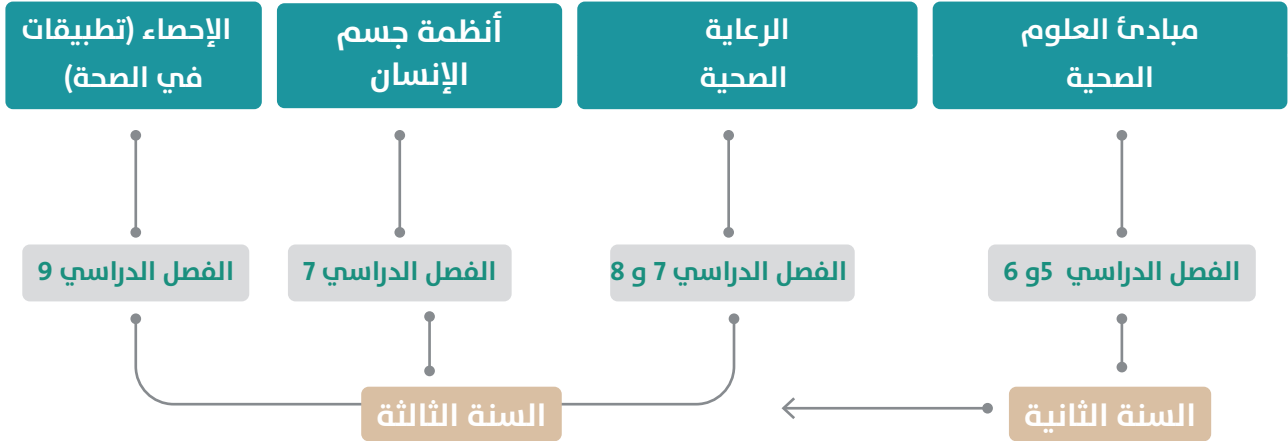 مبادئ العلوم
الصحية
الرعاية
الصحية
أنظمة جسم
الإنسان
الإحصاء (تطبيقات
في الصحة)
الفصل الدراسي 5و 6
الفصل الدراسي 7 و 8
الفصل الدراسي 7
الفصل الدراسي 9
السنة الثانية
السنة الثالثة